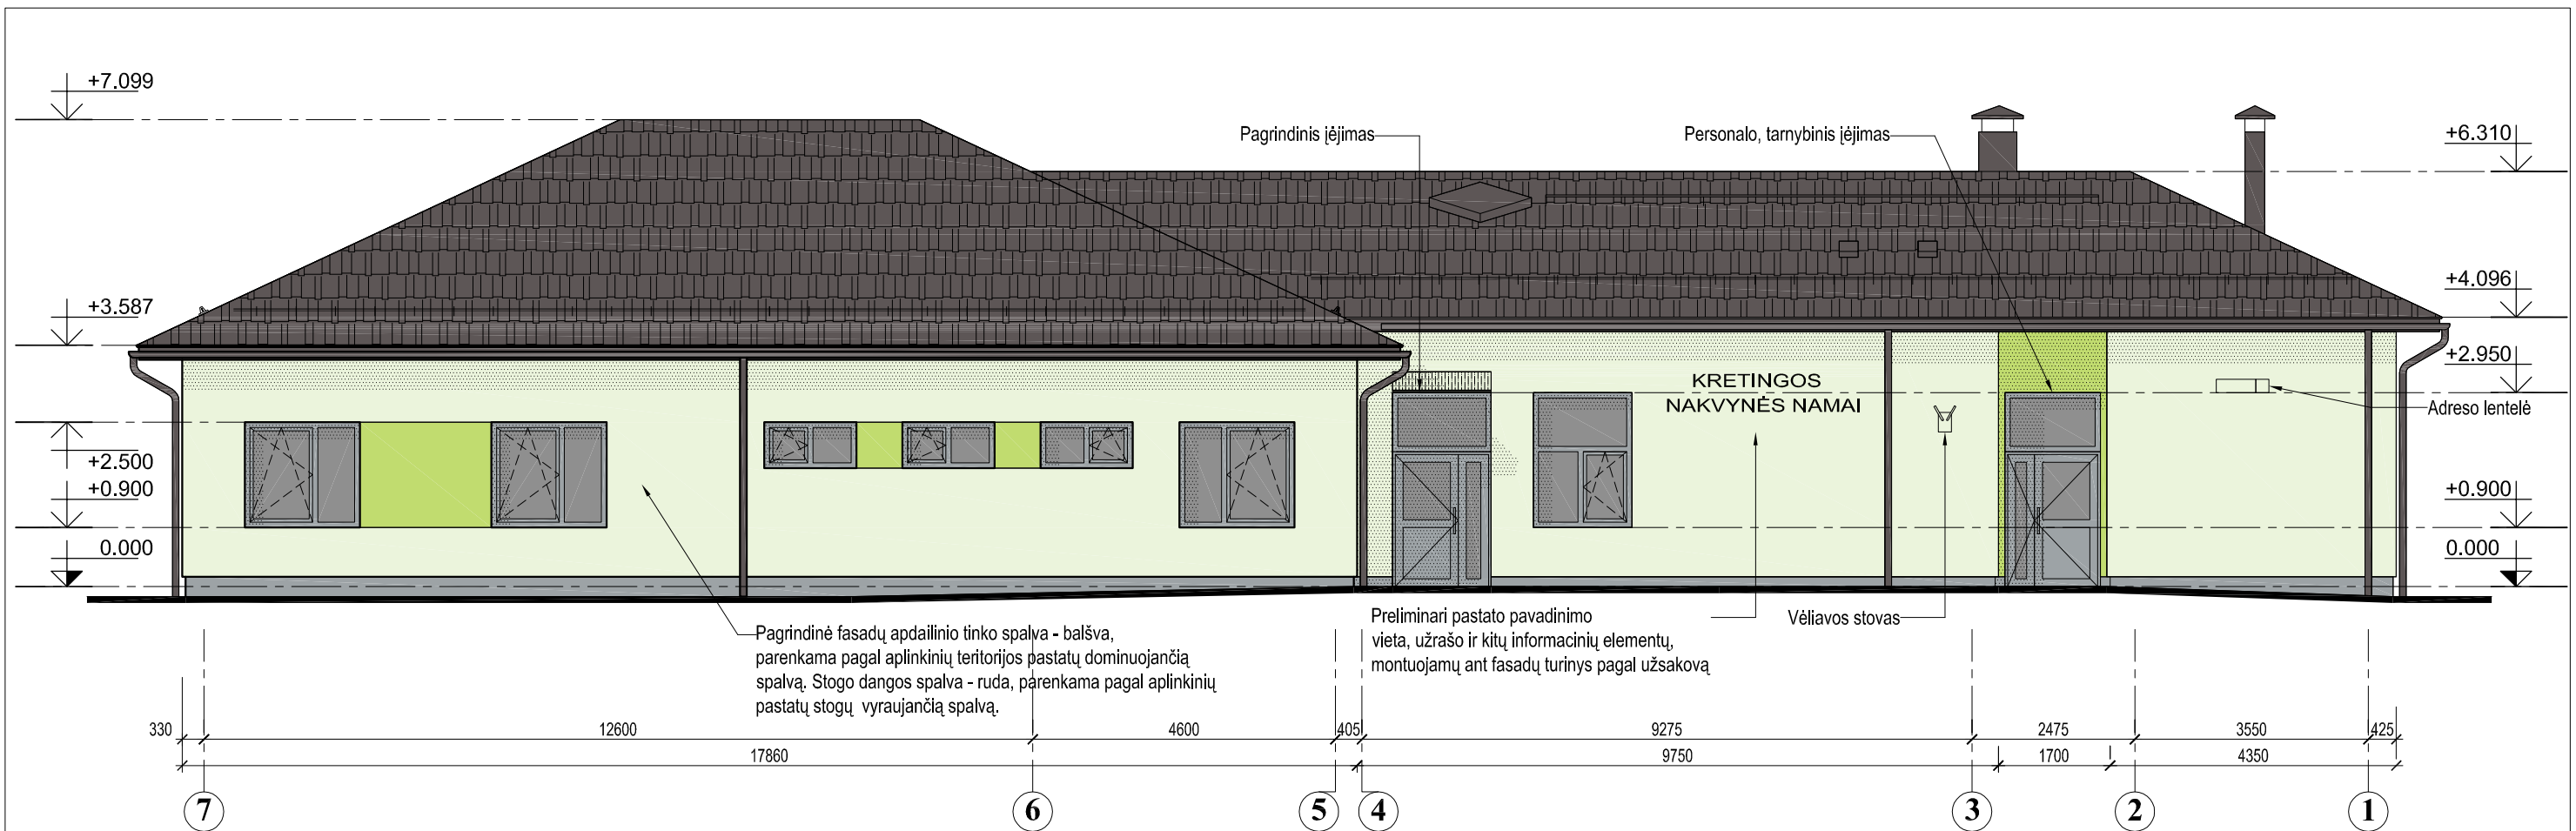 +7.099
Pagrindinis įėjimas
Personalo, tarnybinis įėjimas
+6.310
+3.587
+4.096
+2.950
KRETINGOS
NAKVYNĖS NAMAI
Adreso lentelė
+2.500
+0.900
+0.900
0.000
0.000
Pagrindinė fasadų apdailinio tinko spalva - balšva,
parenkama pagal aplinkinių teritorijos pastatų dominuojančią
spalvą. Stogo dangos spalva - ruda, parenkama pagal aplinkinių
pastatų stogų vyraujančią spalvą.
Preliminari pastato pavadinimo
vieta, užrašo ir kitų informacinių elementų,
montuojamų ant fasadų turinys pagal užsakovą
Vėliavos stovas
330 12600 4600 405 9275 2475 3550 425
17860 9750 1700 4350
7 6 5 4 3 2 1